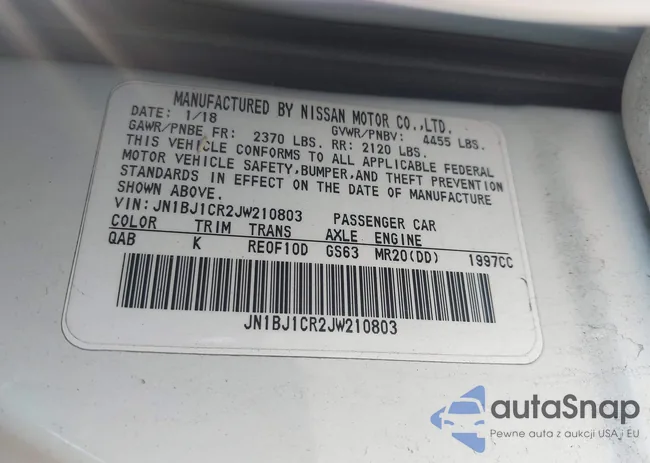 MANUFACTURED BY NISSAN MOTOR CO.,LTD.
DATE: 1/18 GVWR/PNBV: 4455 LBS.
GAWR/PNBE FR: 2370 LBS. RR: 2120 LBS.
THIS VEHICLE CONFORMS TO ALL APPLICABLE FEDERAL
MOTOR VEHICLE SAFETY,BUMPER,AND THEFT PREVENTION
STANDARDS IN EFFECT ON THE DATE OF MANUFACTURE
SHOWN ABOVE.
VIN: JN1BJ1CR2JW210803 PASSENGER CAR
COLOR TRIM TRANS AXLE ENGINE
QAB K RE0F10D GS63 MR20(DD) 1997CC
JN1BJ1CR2JW210803
autaSnap
Pewne auta z aukcji USA i EU